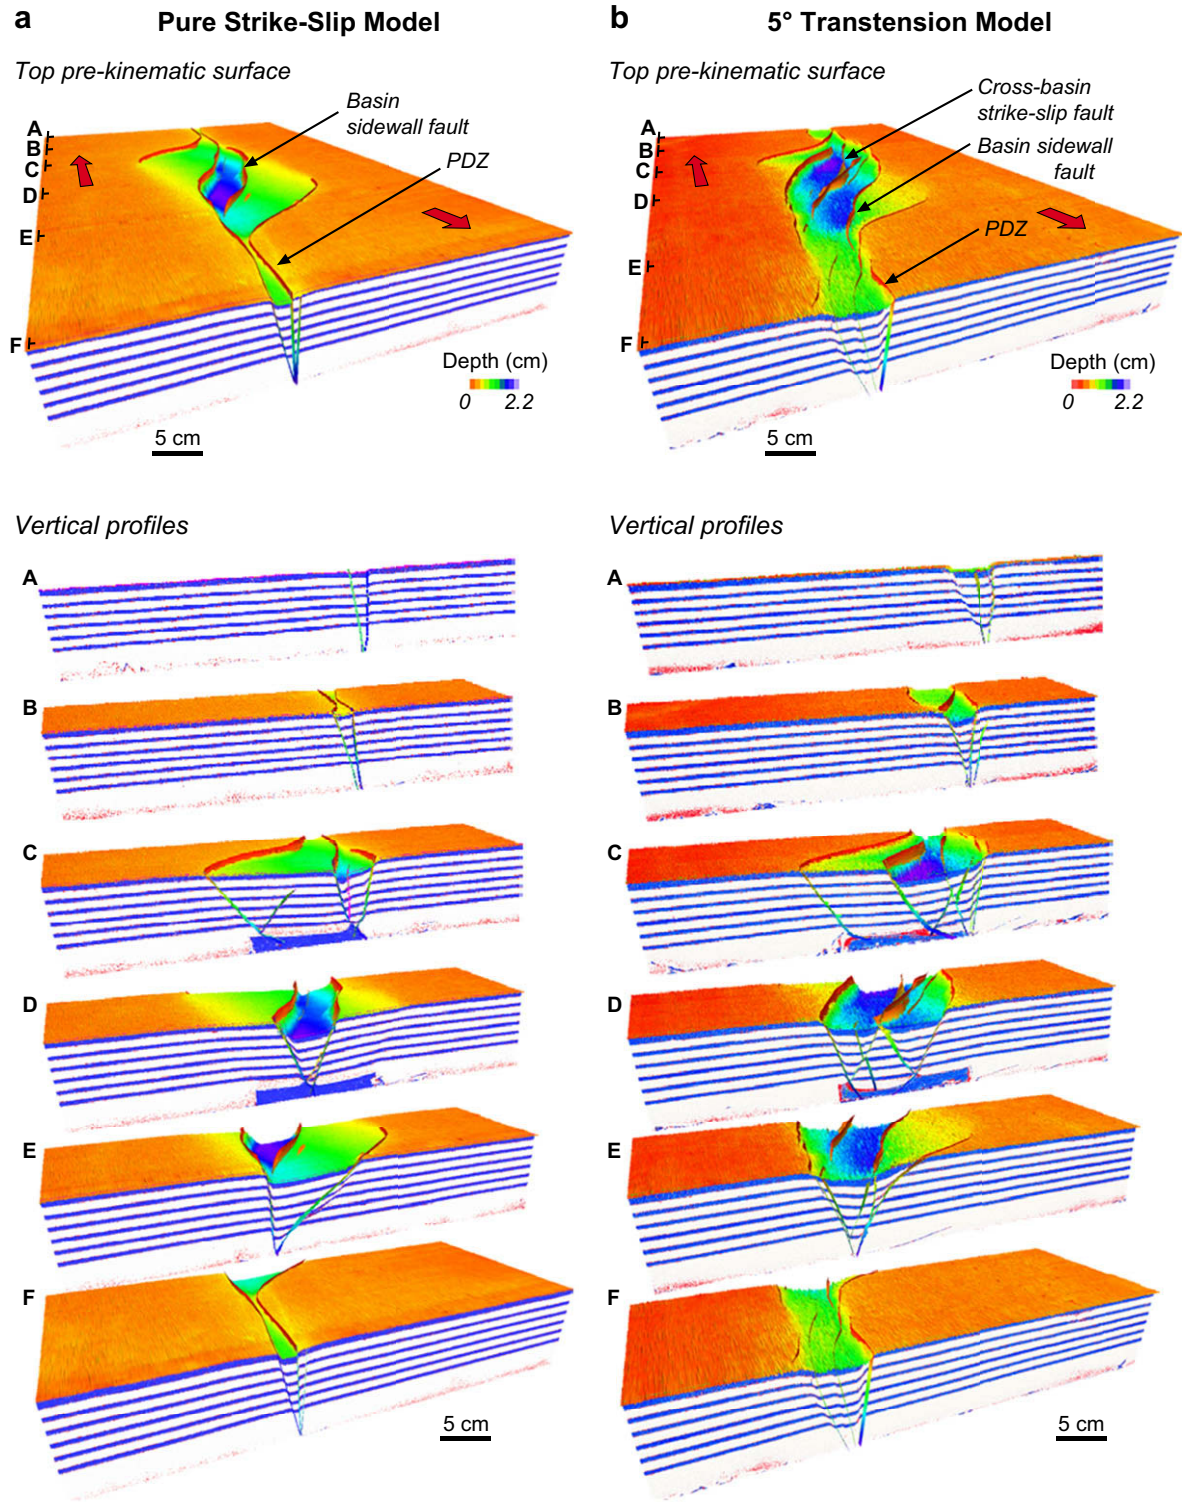 a Pure Strike-Slip Model
Top pre-kinematic surface
Basin
sidewall fault
PDZ
A
B
C
D
E
F
Depth (cm)
0 2.2
5 cm
Vertical profiles
A
B
C
D
E
F
5 cm
b 5° Transtension Model
Top pre-kinematic surface
Cross-basin
strike-slip fault
Basin sidewall
fault
PDZ
A
B
C
D
E
F
Depth (cm)
0 2.2
5 cm
Vertical profiles
A
B
C
D
E
F
5 cm